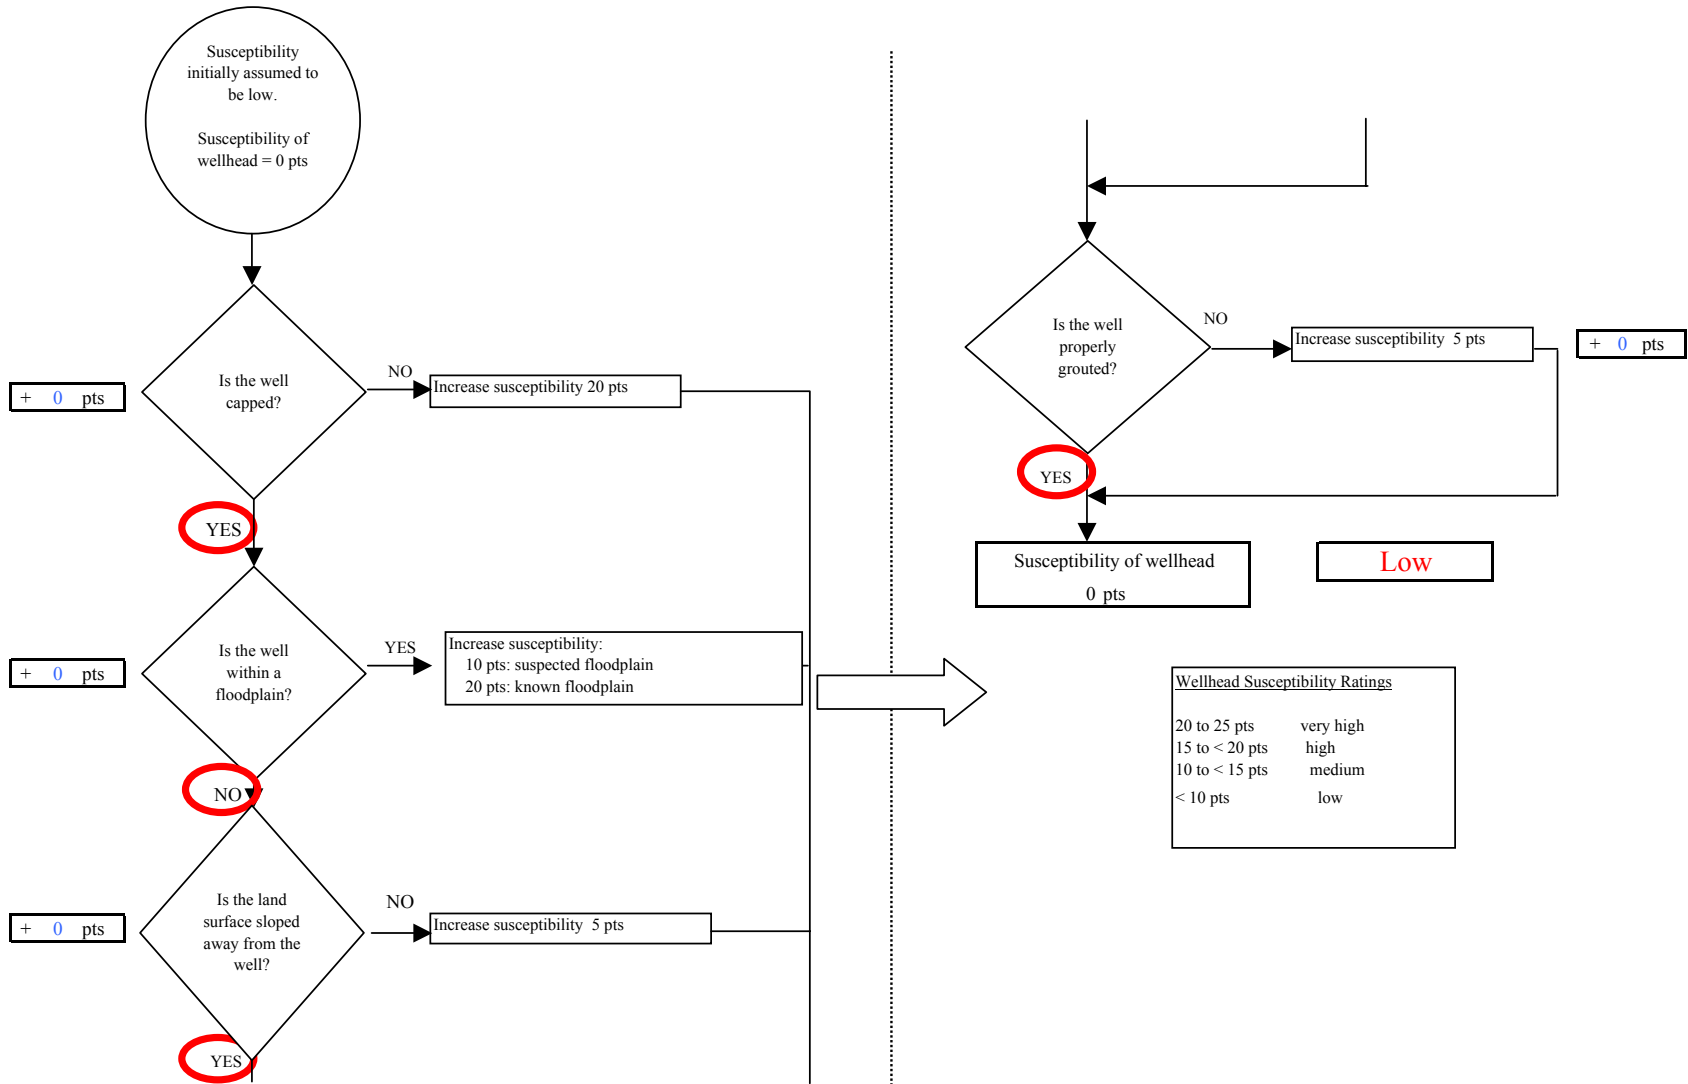 Susceptibility
initially assumed to
be low.
Susceptibility of
wellhead = 0 pts
Is the well
capped?
NO
Increase susceptibility 20 pts
+ 0 pts
YES
Is the well
within a
floodplain?
YES
Increase susceptibility:
10 pts: suspected floodplain
20 pts: known floodplain
+ 0 pts
NO
Is the land
surface sloped
away from the
well?
NO
Increase susceptibility 5 pts
+ 0 pts
YES
Is the well
properly
grouted?
NO
Increase susceptibility 5 pts
+ 0 pts
YES
Susceptibility of wellhead
0 pts
Low
Wellhead Susceptibility Ratings
20 to 25 pts very high
15 to < 20 pts high
10 to < 15 pts medium
< 10 pts low